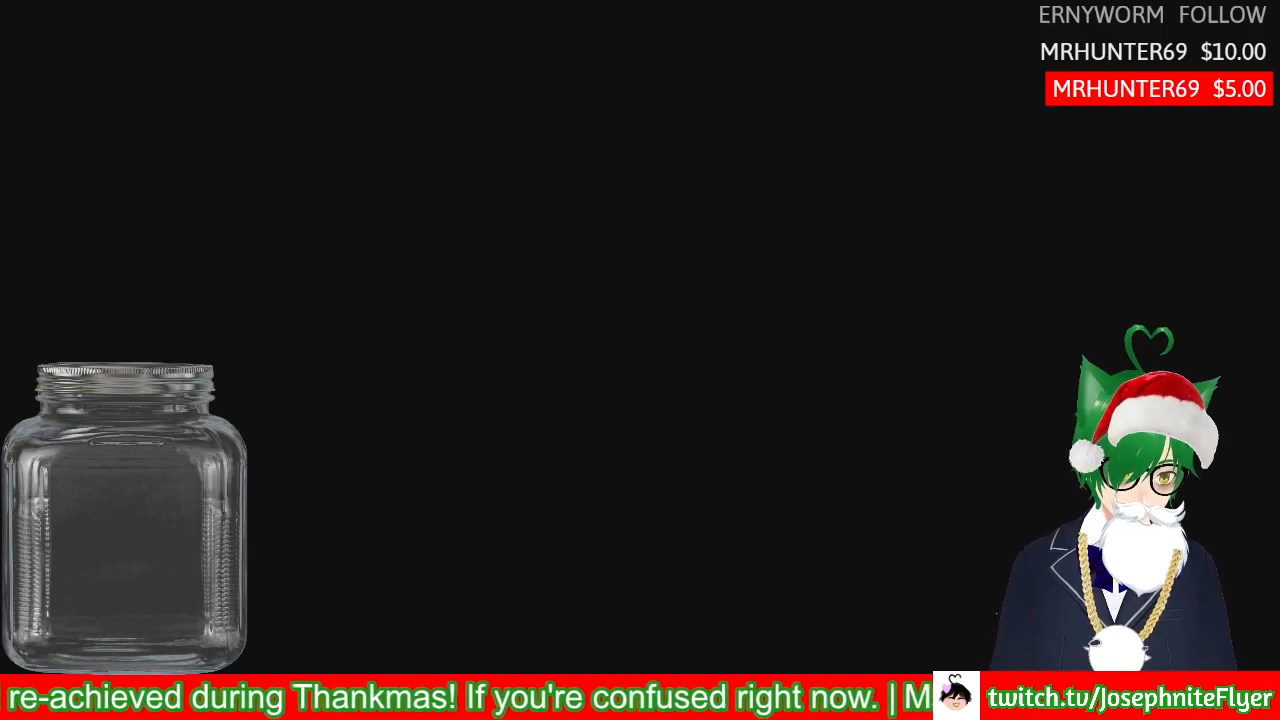 ERNYWORM FOLLOW
MRHUNTER69 $10.00
MRHUNTER69 $5.00
re-achieved during Thankmas! If you're confused right now. | M
twitch.tv/JosephniteFlyer